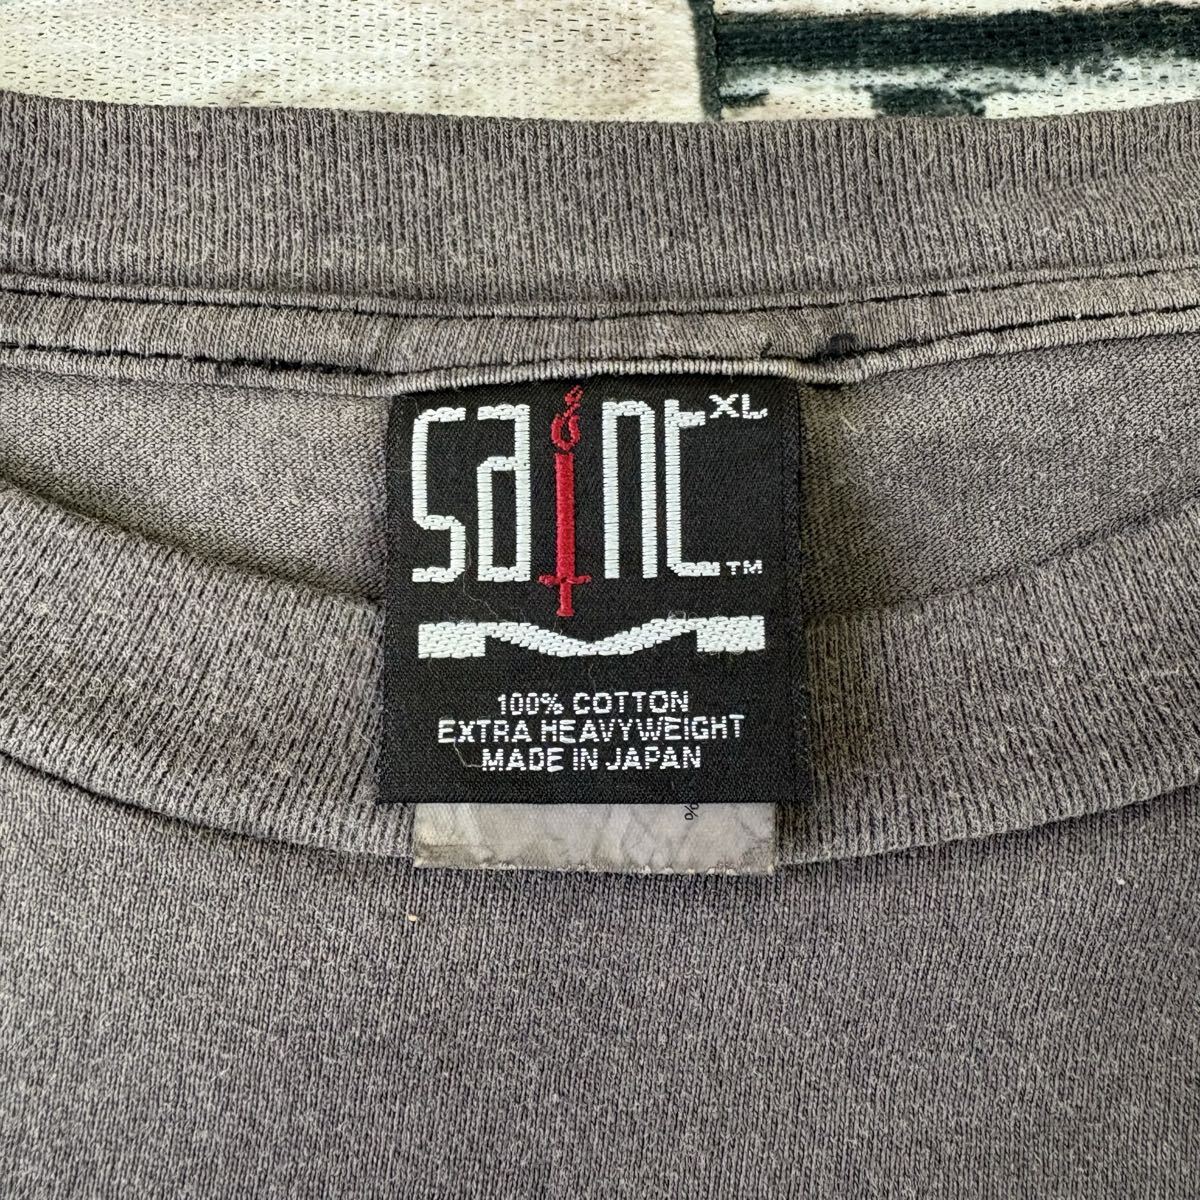 saint XL
TM
100% COTTON
EXTRA HEAVYWEIGHT
MADE IN JAPAN
%